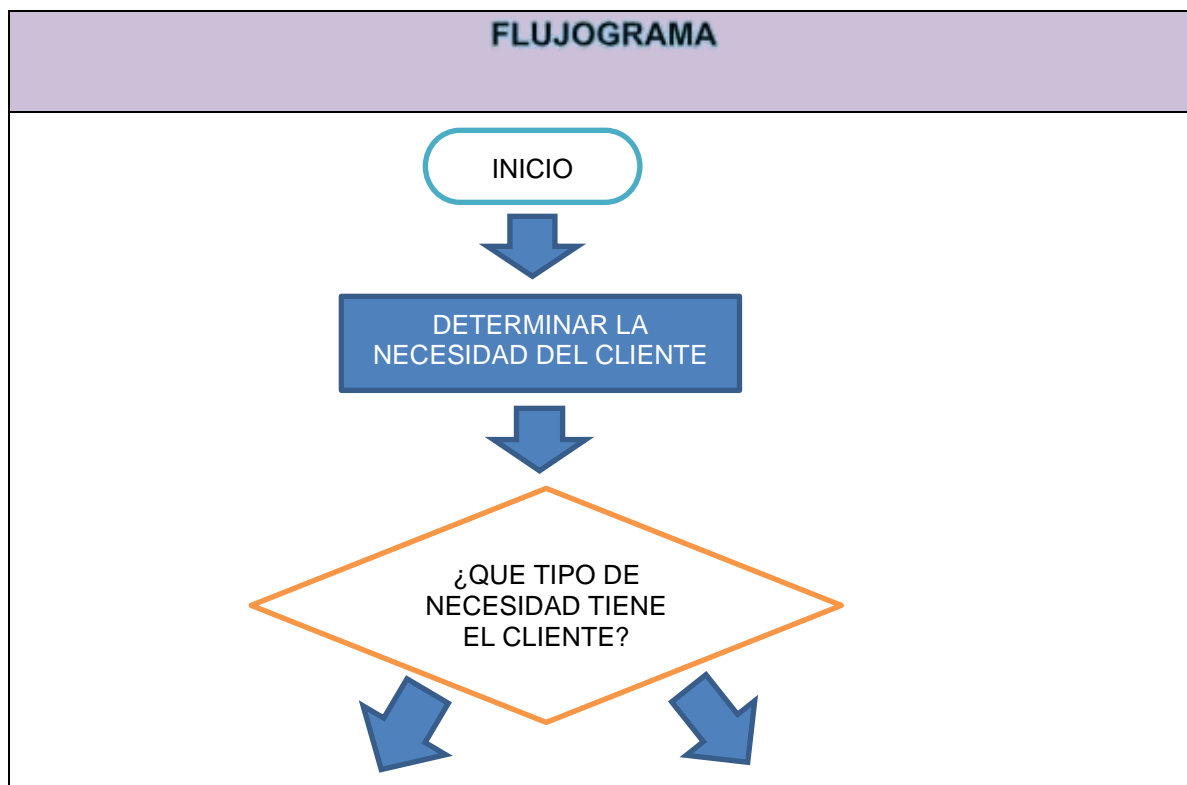 FLUJOGRAMA
INICIO
DETERMINAR LA
NECESIDAD DEL CLIENTE
¿QUE TIPO DE
NECESIDAD TIENE
EL CLIENTE?